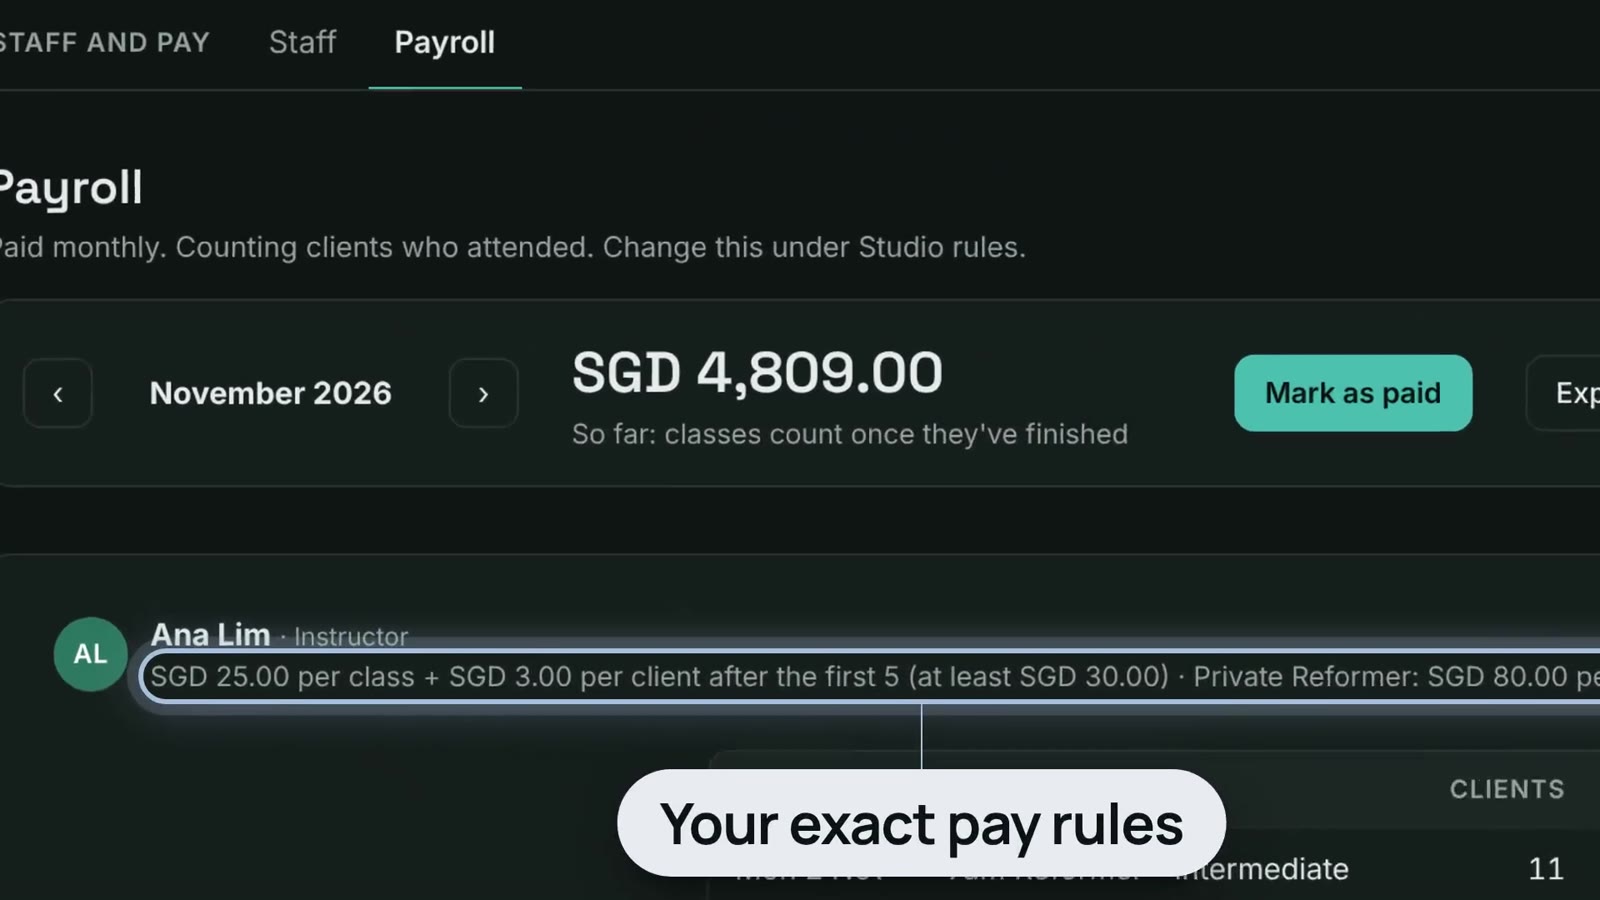 STAFF AND PAY Staff Payroll
Payroll
Paid monthly. Counting clients who attended. Change this under Studio rules.
‹ November 2026 › SGD 4,809.00 Mark as paid Exp
So far: classes count once they've finished
AL Ana Lim · Instructor
SGD 25.00 per class + SGD 3.00 per client after the first 5 (at least SGD 30.00) · Private Reformer: SGD 80.00 pe
CLIENTS
Your exact pay rules
Intermediate 11